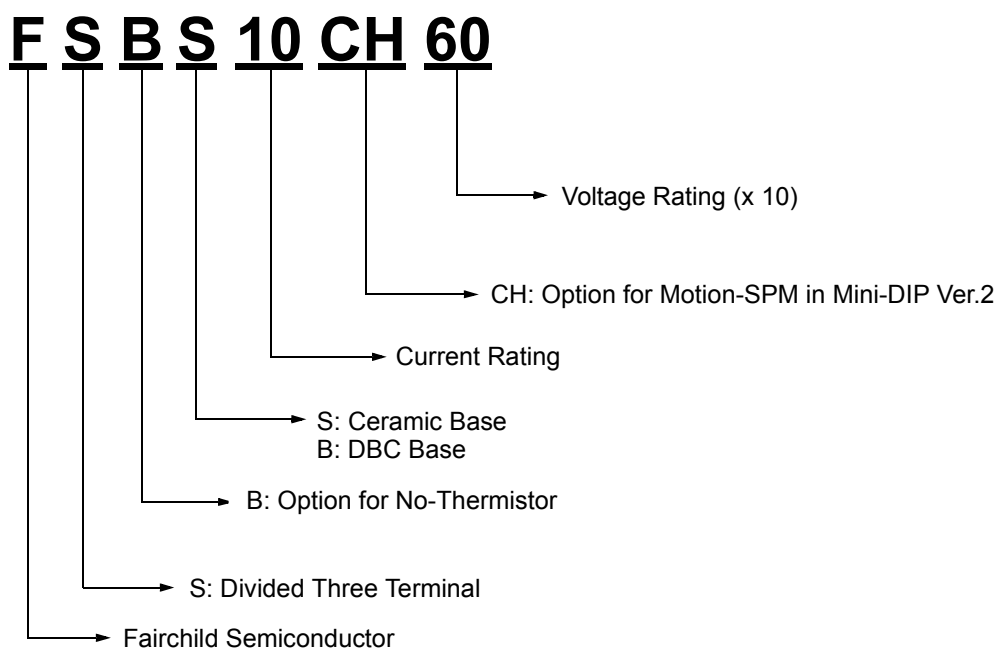 F S B S 10 CH 60
Voltage Rating (x 10)
CH: Option for Motion-SPM in Mini-DIP Ver.2
Current Rating
S: Ceramic Base
B: DBC Base
B: Option for No-Thermistor
S: Divided Three Terminal
Fairchild Semiconductor